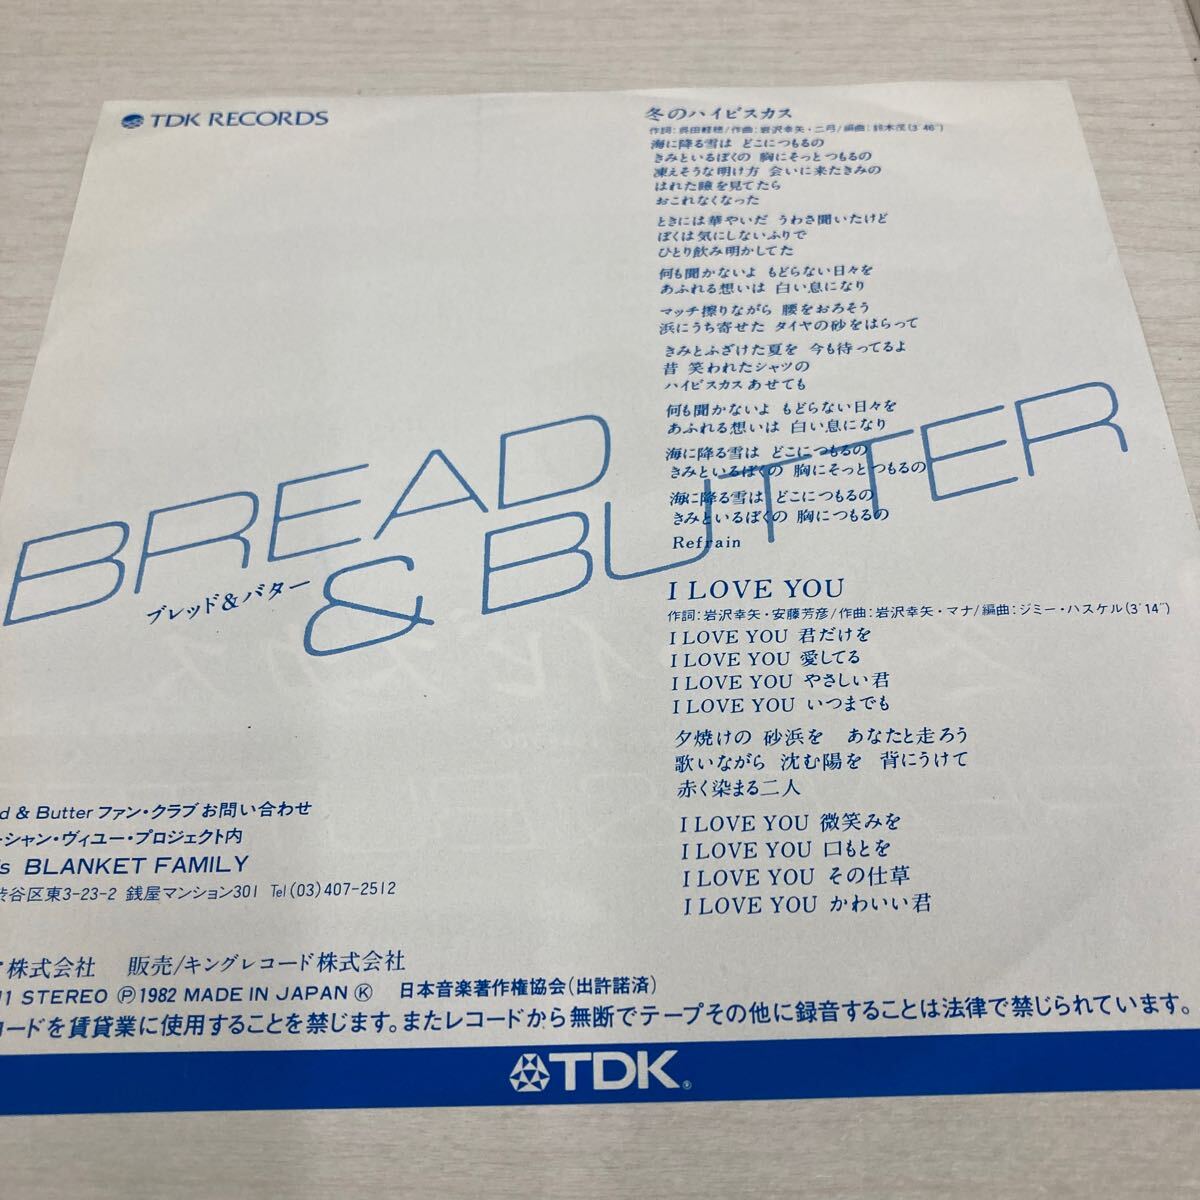 TDK RECORDS
冬のハイビスカス
作詞:呉田軽穂/作曲:岩沢幸矢・二弓/編曲:鈴木茂(3′46″)
海に降る雪は どこにつもるの
きみといるぼくの 胸にそっとつもるの
凍えそうな明け方 会いに来たきみの
はれた瞳を見てたら
おこれなくなった
ときには華やいだ うわさ聞いたけど
ぼくは気にしないふりで
ひとり飲み明かしてた
何も聞かないよ もどらない日々を
あふれる想いは 白い息になり
マッチ擦りながら 腰をおろそう
浜にうち寄せた タイヤの砂をはらって
きみとふざけた夏を 今も待ってるよ
昔 笑われたシャツの
ハイビスカスあせても
何も聞かないよ もどらない日々を
あふれる想いは 白い息になり
海に降る雪は どこにつもるの
きみといるぼくの 胸にそっとつもるの
海に降る雪は どこにつもるの
きみといるぼくの 胸につもるの
Refrain
BREAD
& BUTTER
ブレッド&バター
I LOVE YOU
作詞:岩沢幸矢・安藤芳彦/作曲:岩沢幸矢・マナ/編曲:ジミー・ハスケル(3′14″)
I LOVE YOU 君だけを
I LOVE YOU 愛してる
I LOVE YOU やさしい君
I LOVE YOU いつまでも
夕焼けの 砂浜を あなたと走ろう
歌いながら 沈む陽を 背にうけて
赤く染まる二人
I LOVE YOU 微笑みを
I LOVE YOU 口もとを
I LOVE YOU その仕草
I LOVE YOU かわいい君
d & Butter ファン・クラブお問い合わせ
ーシャン・ヴィユー・プロジェクト内
's BLANKET FAMILY
渋谷区東3-23-2 銭屋マンション301 Tel(03)407-2512
株式会社 販売/キングレコード株式会社
11 STEREO Ⓟ1982 MADE IN JAPAN Ⓚ 日本音楽著作権協会(出許諾済)
コードを賃貸業に使用することを禁じます。またレコードから無断でテープその他に録音することは法律で禁じられています。
TDK®